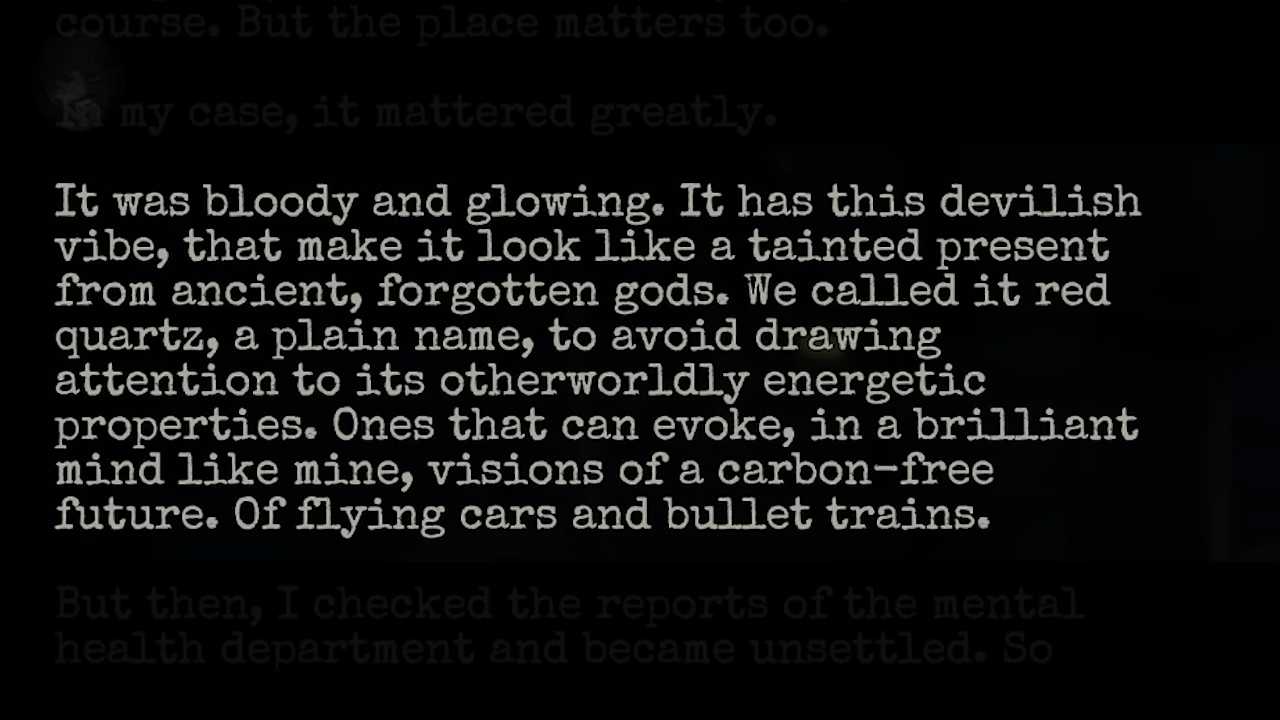 course. But the place matters too.
In my case, it mattered greatly.
It was bloody and glowing. It has this devilish
vibe, that make it look like a tainted present
from ancient, forgotten gods. We called it red
quartz, a plain name, to avoid drawing
attention to its otherworldly energetic
properties. Ones that can evoke, in a brilliant
mind like mine, visions of a carbon-free
future. Of flying cars and bullet trains.
But then, I checked the reports of the mental
health department and became unsettled. So